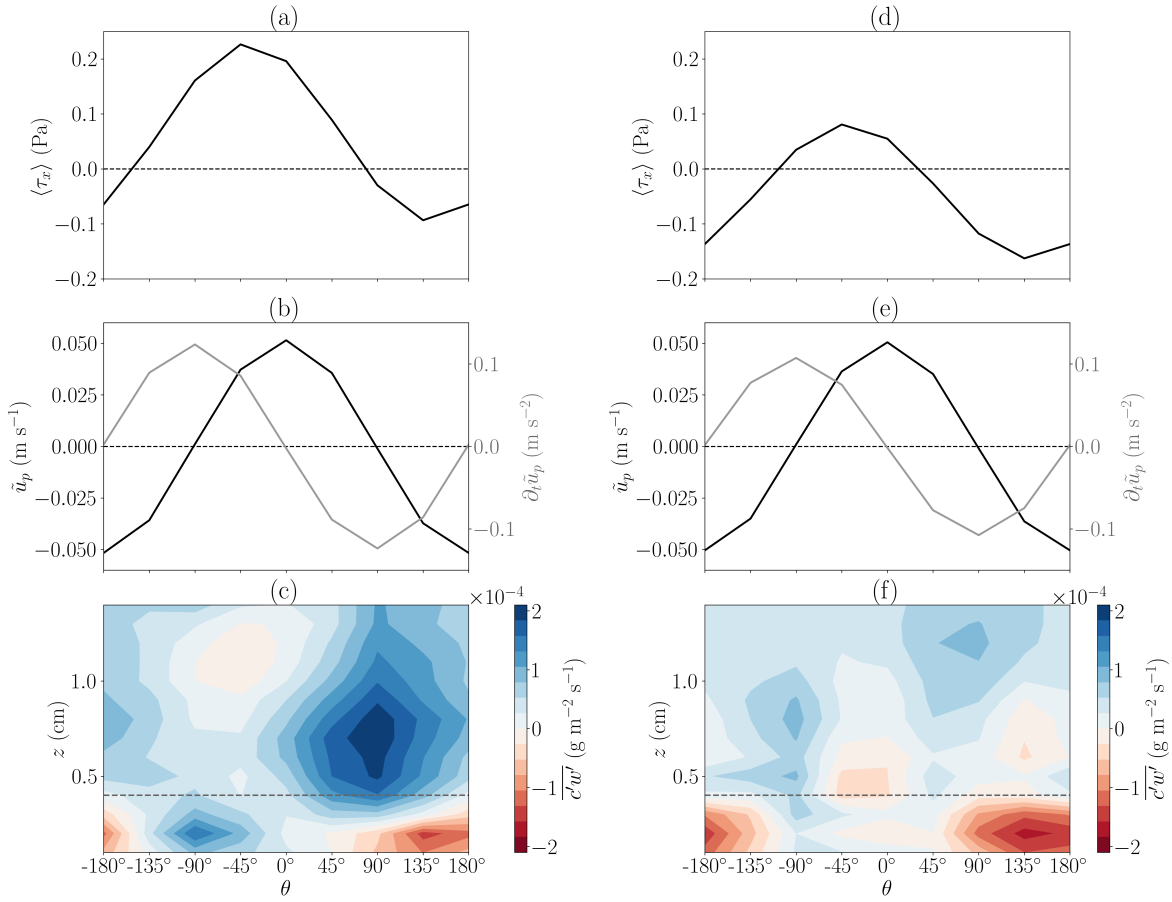 (a)
0.2
0.1
0.0
−0.1
−0.2
⟨τₓ⟩ (Pa)
(d)
0.2
0.1
0.0
−0.1
−0.2
⟨τₓ⟩ (Pa)
(b)
0.050
0.025
0.000
−0.025
−0.050
ũₚ (m s⁻¹)
0.1
0.0
−0.1
∂ₜũₚ (m s⁻²)
(e)
0.050
0.025
0.000
−0.025
−0.050
ũₚ (m s⁻¹)
0.1
0.0
−0.1
∂ₜũₚ (m s⁻²)
(c)
×10⁻⁴
1.0
0.5
z (cm)
-180° -135° -90° -45° 0° 45° 90° 135° 180°
θ
2
1
0
−1
−2
c′w′ (g m⁻² s⁻¹)
(f)
×10⁻⁴
1.0
0.5
z (cm)
-180° -135° -90° -45° 0° 45° 90° 135° 180°
θ
2
1
0
−1
−2
c′w′ (g m⁻² s⁻¹)